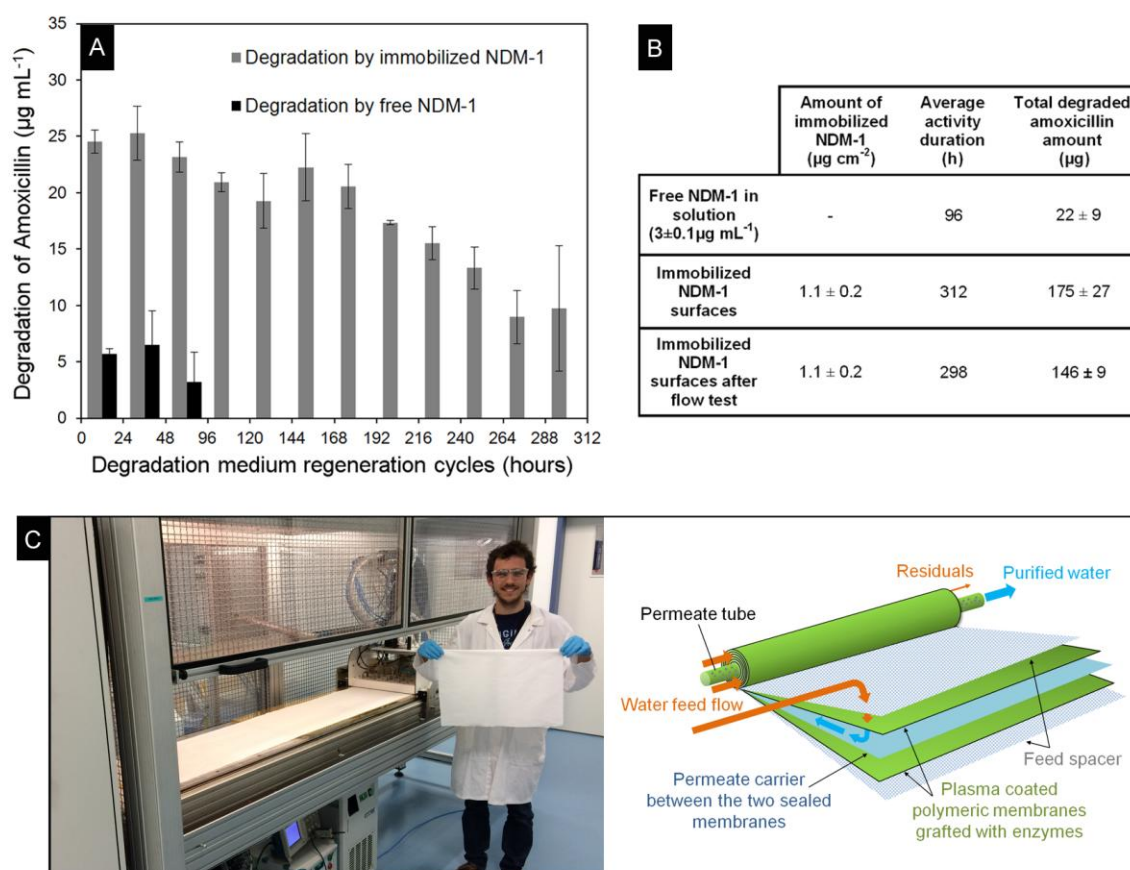 A
35
30
25
20
15
10
5
0
Degradation of Amoxicillin (µg mL⁻¹)
Degradation by immobilized NDM-1
Degradation by free NDM-1
0 24 48 96 120 144 168 192 216 240 264 288 312
Degradation medium regeneration cycles (hours)
B
Amount of
immobilized
NDM-1
(µg cm⁻²)
Average
activity
duration
(h)
Total degraded
amoxicillin
amount
(µg)
Free NDM-1 in
solution
(3±0.1µg mL⁻¹)
-
96
22 ± 9
Immobilized
NDM-1
surfaces
1.1 ± 0.2
312
175 ± 27
Immobilized
NDM-1
surfaces after
flow test
1.1 ± 0.2
298
146 ± 9
C
Residuals
Purified water
Permeate tube
Water feed flow
Feed spacer
Permeate carrier
between the two sealed
membranes
Plasma coated
polymeric membranes
grafted with enzymes